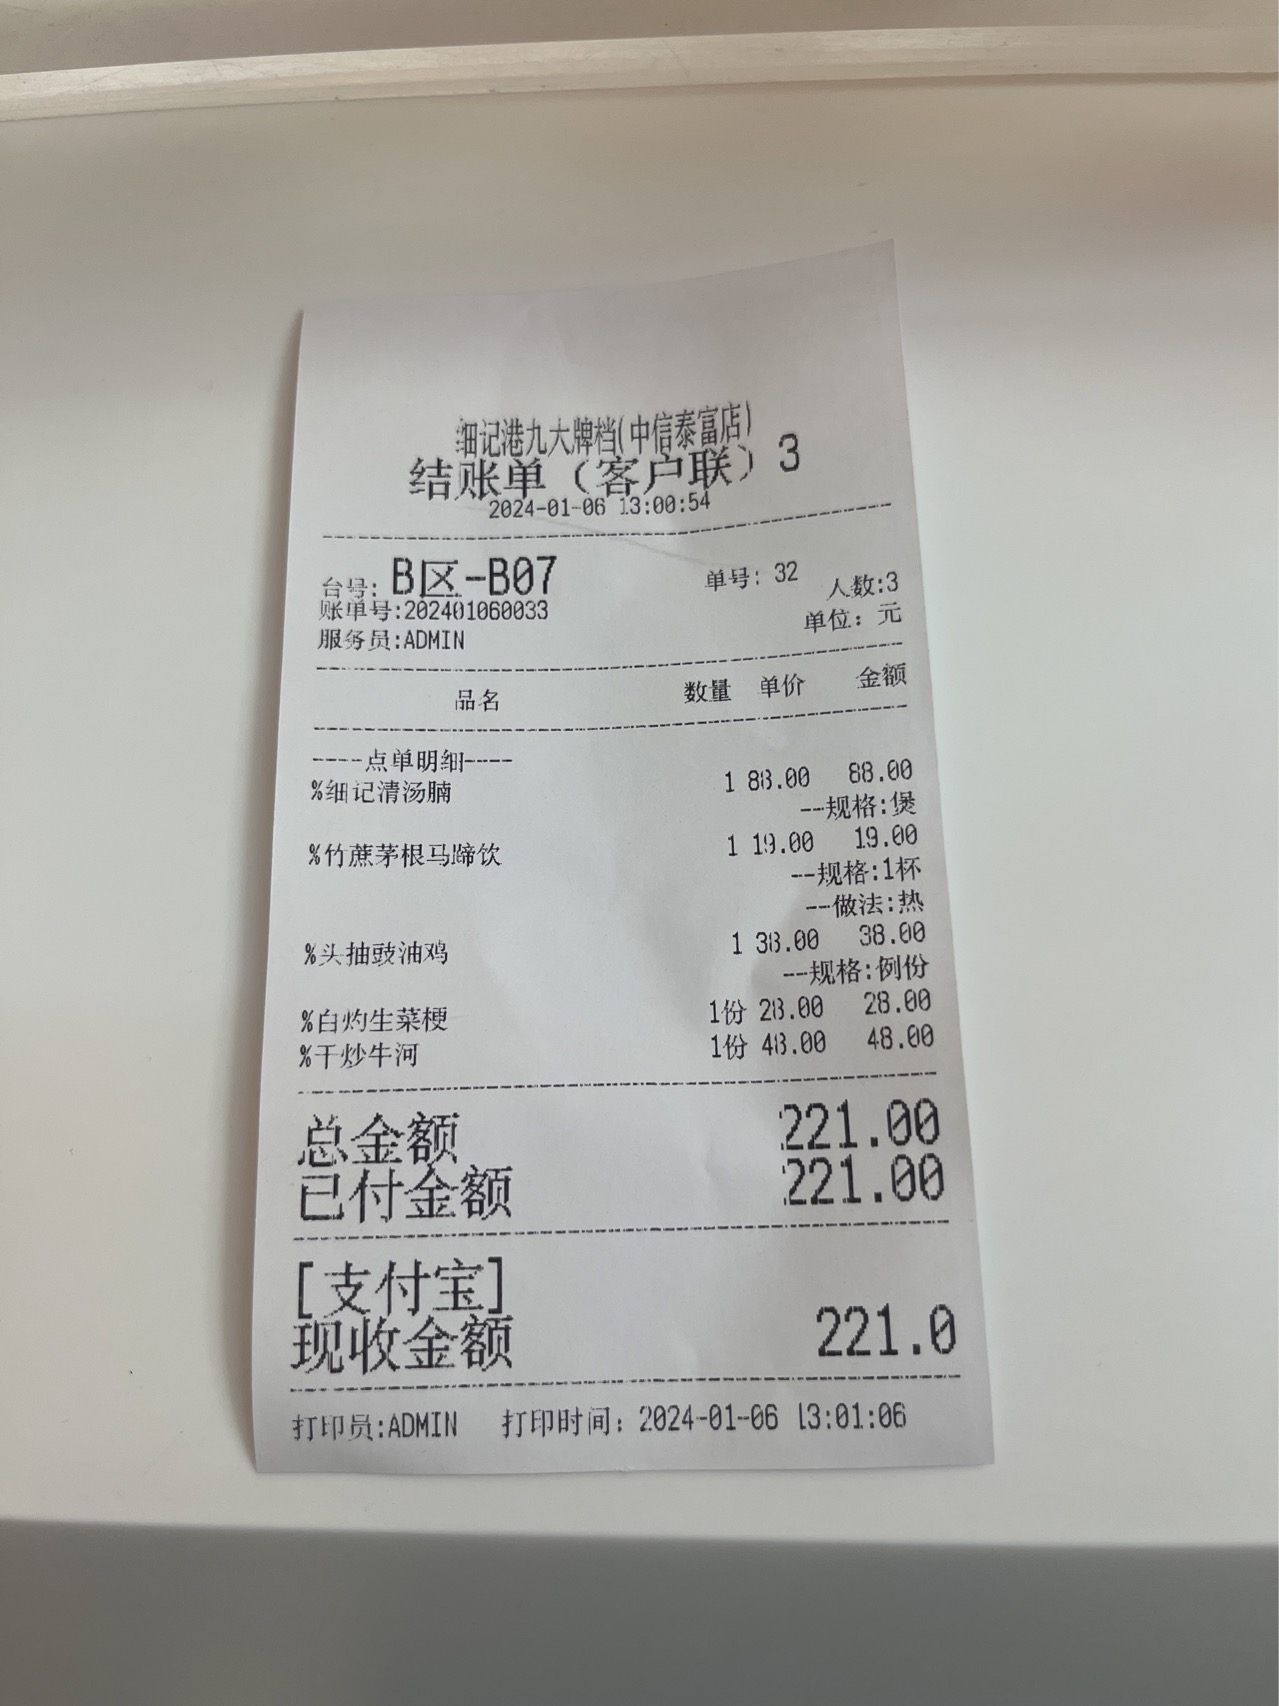 细记港九大牌档(中信泰富店)
结账单（客户联）3
2024-01-06 13:00:54
台号: B区-B07 单号: 32 人数:3
账单号:202401060033 单位: 元
服务员:ADMIN
品名 数量 单价 金额
----点单明细----
%细记清汤腩 1 88.00 88.00
--规格:煲
%竹蔗茅根马蹄饮 1 19.00 19.00
--规格:1杯
--做法:热
%头抽豉油鸡 1 38.00 38.00
--规格:例份
%白灼生菜梗 1份 28.00 28.00
%干炒牛河 1份 48.00 48.00
总金额 221.00
已付金额 221.00
[支付宝]
现收金额 221.0
打印员:ADMIN 打印时间: 2024-01-06 13:01:06